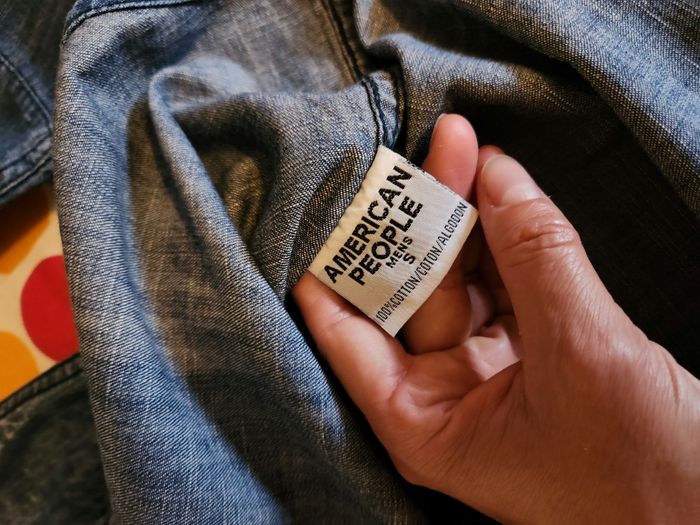 AMERICAN
PEOPLE
MENS
S
100%COTTON/COTON/ALGODON